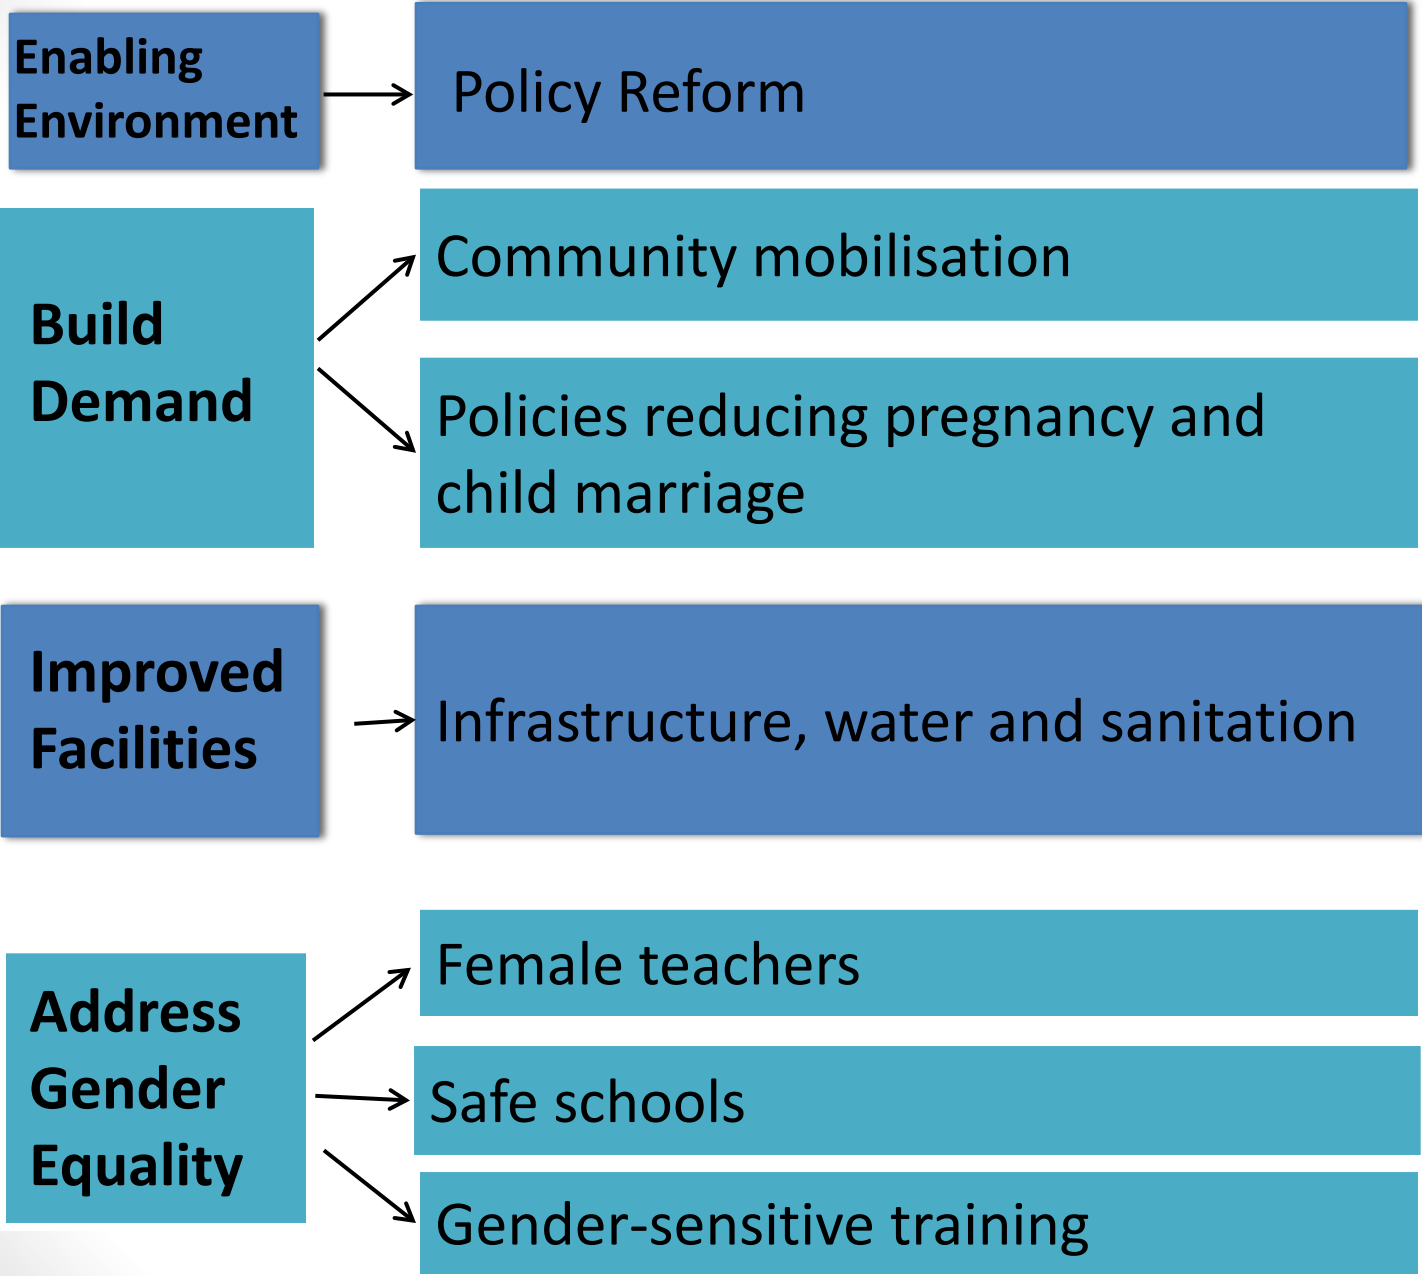 Enabling
Environment
Policy Reform
Build
Demand
Community mobilisation
Policies reducing pregnancy and
child marriage
Improved
Facilities
Infrastructure, water and sanitation
Address
Gender
Equality
Female teachers
Safe schools
Gender-sensitive training